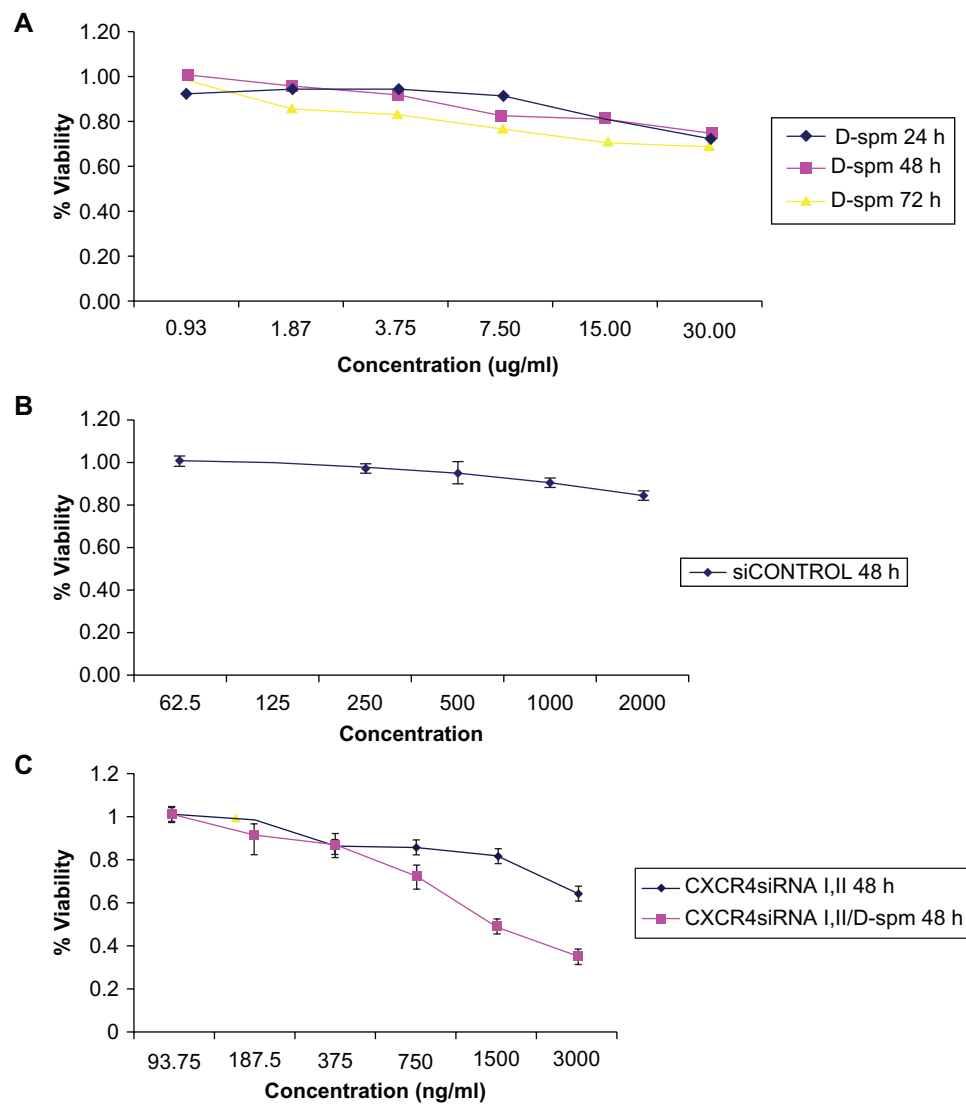 A
1.20
1.00
0.80
0.60
0.40
0.20
0.00
% Viability
0.93 1.87 3.75 7.50 15.00 30.00
Concentration (ug/ml)
D-spm 24 h
D-spm 48 h
D-spm 72 h
B
1.20
1.00
0.80
0.60
0.40
0.20
0.00
% Viability
62.5 125 250 500 1000 2000
Concentration
siCONTROL 48 h
C
1.2
1
0.8
0.6
0.4
0.2
0
% Viability
93.75 187.5 375 750 1500 3000
Concentration (ng/ml)
CXCR4siRNA I,II 48 h
CXCR4siRNA I,II/D-spm 48 h